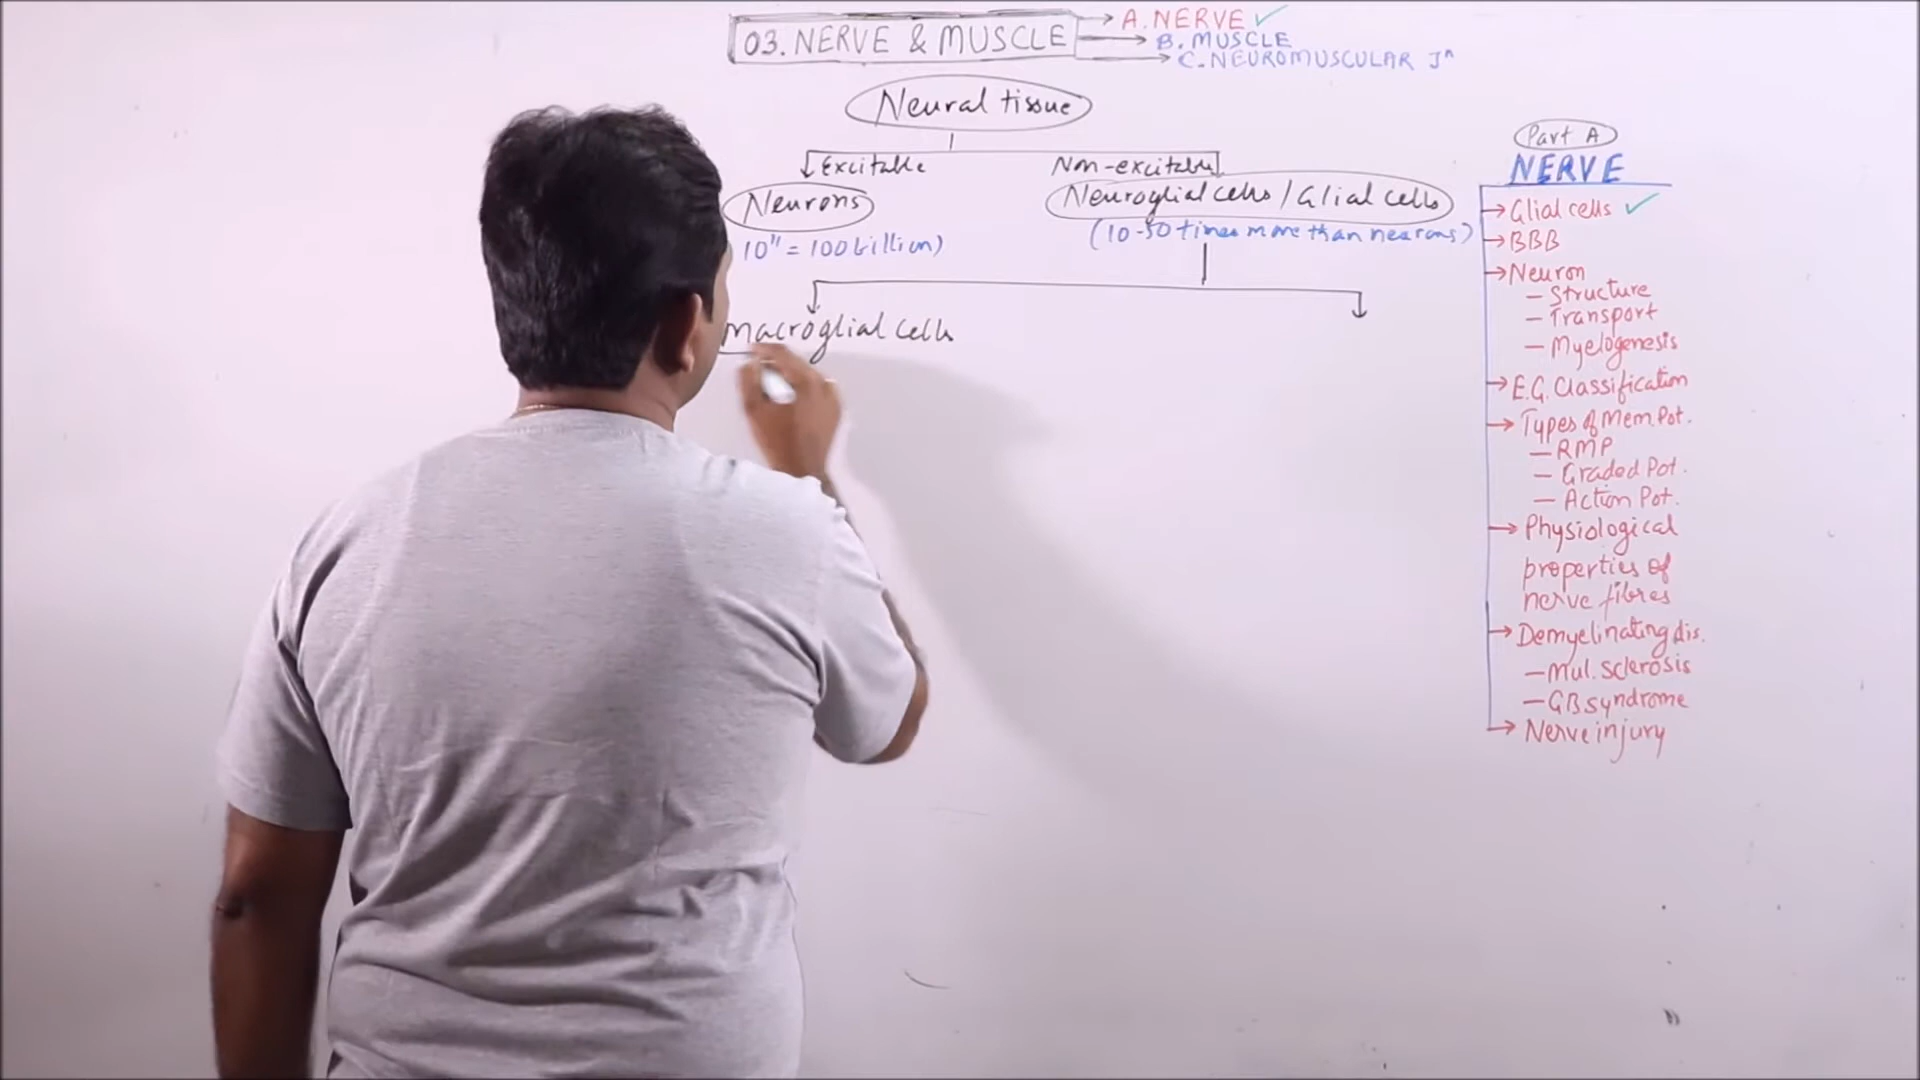 03. NERVE & MUSCLE
A. NERVE ✓
B. MUSCLE
C. NEUROMUSCULAR Jⁿ
Neural tissue
Excitable
Non-excitable
Neurons
Neuroglial cells / Glial cells
10¹¹ = 100 billion)
(10-50 times more than neurons)
macroglial cells
Part A
NERVE
Glial cells ✓
BBB
Neuron
- Structure
- Transport
- Myelogenesis
E.G. Classification
Types of Mem Pot.
- RMP
- Graded Pot.
- Action Pot.
Physiological
properties of
nerve fibres
Demyelinating dis.
- Mul. sclerosis
- GB syndrome
Nerve injury